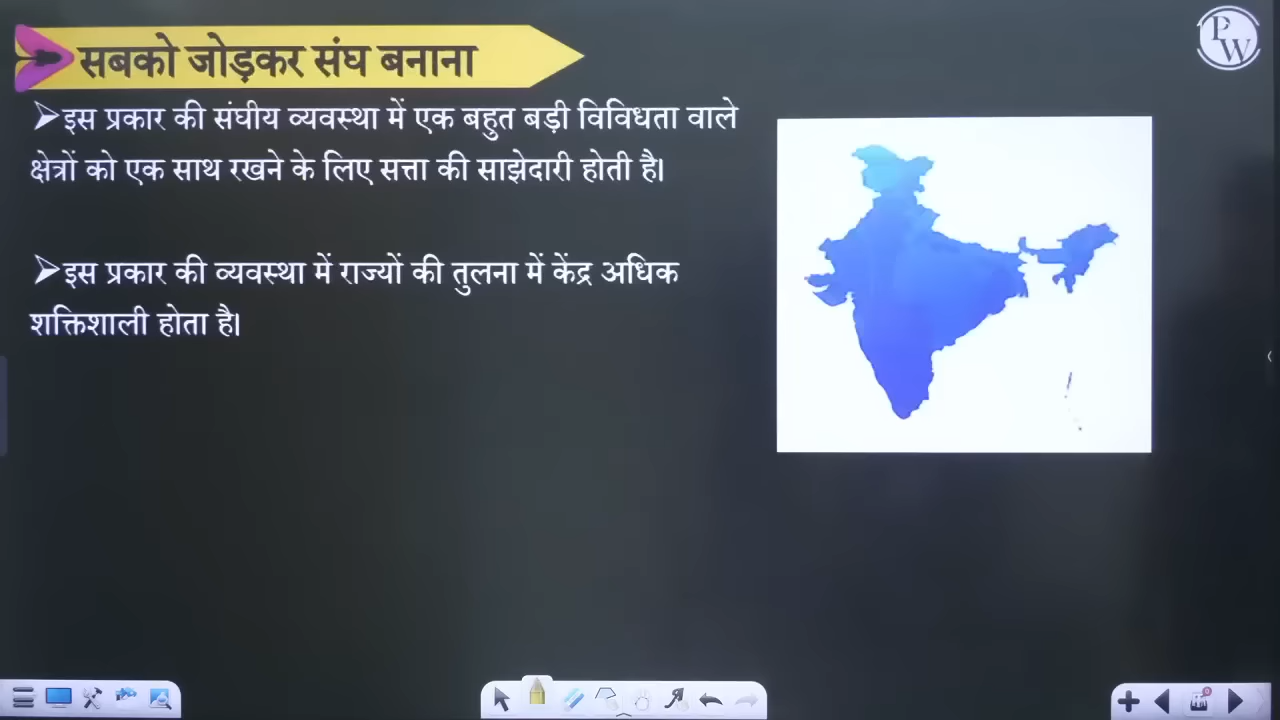 सबको जोड़कर संघ बनाना
PW
➢इस प्रकार की संघीय व्यवस्था में एक बहुत बड़ी विविधता वाले
क्षेत्रों को एक साथ रखने के लिए सत्ता की साझेदारी होती है।
➢इस प्रकार की व्यवस्था में राज्यों की तुलना में केंद्र अधिक
शक्तिशाली होता है।